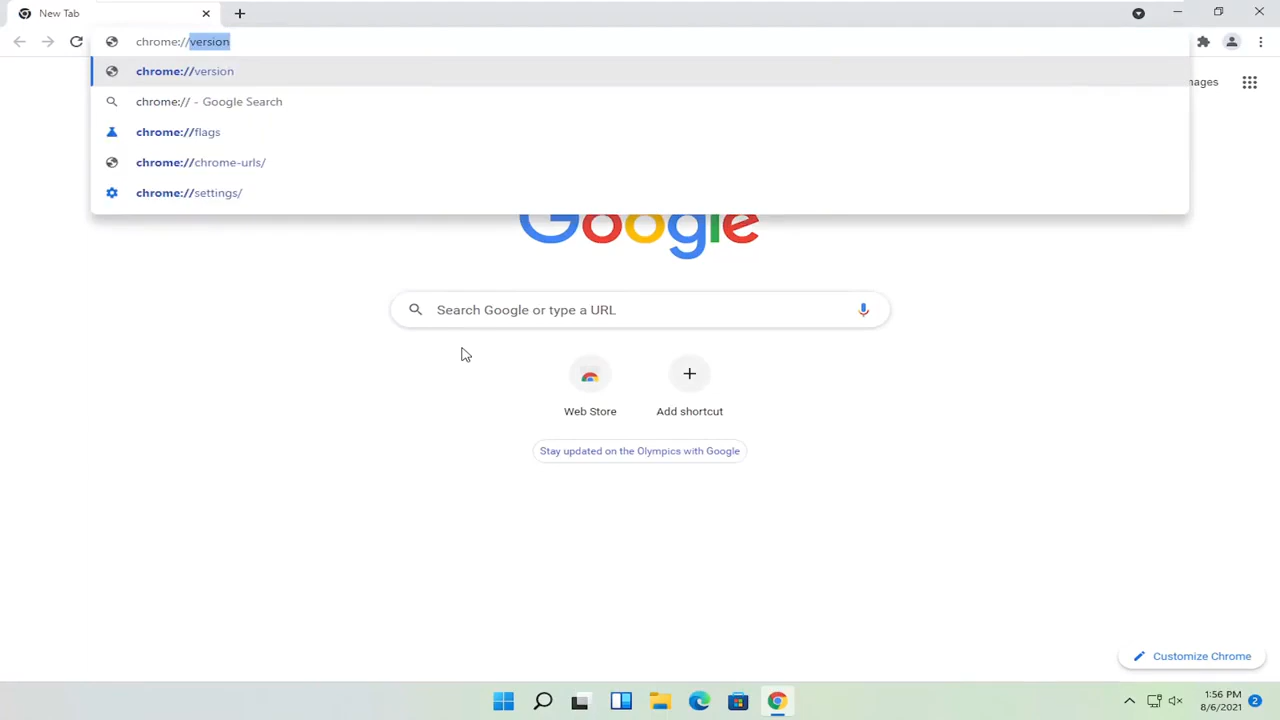 New Tab
chrome://version
chrome://version
chrome:// - Google Search
chrome://flags
chrome://chrome-urls/
chrome://settings/
Google
Search Google or type a URL
Web Store
Add shortcut
Stay updated on the Olympics with Google
Customize Chrome
1:56 PM
8/6/2021
2